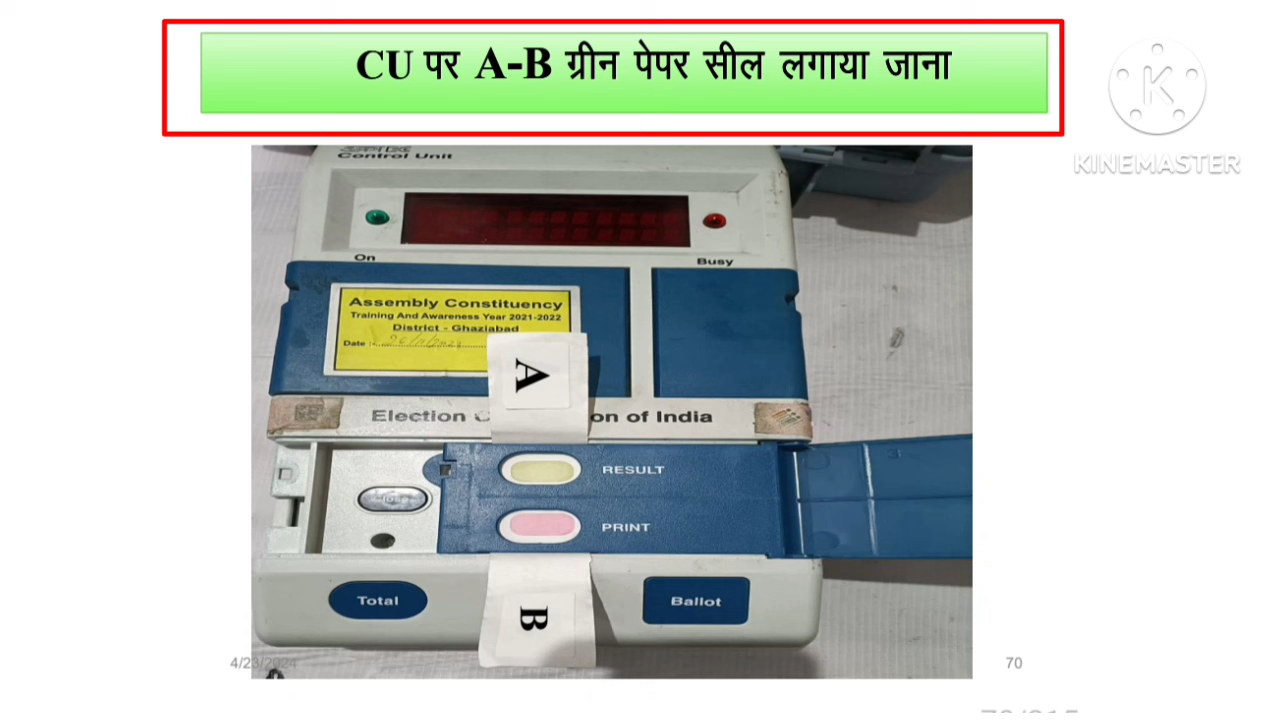 CU पर A-B ग्रीन पेपर सील लगाया जाना
KINEMASTER
Control Unit
On
Busy
Assembly Constituency
Training And Awareness Year 2021-2022
District - Ghaziabad
Date :-
A
Election
on of India
RESULT
PRINT
B
Total
Ballot
4/23/2024
70